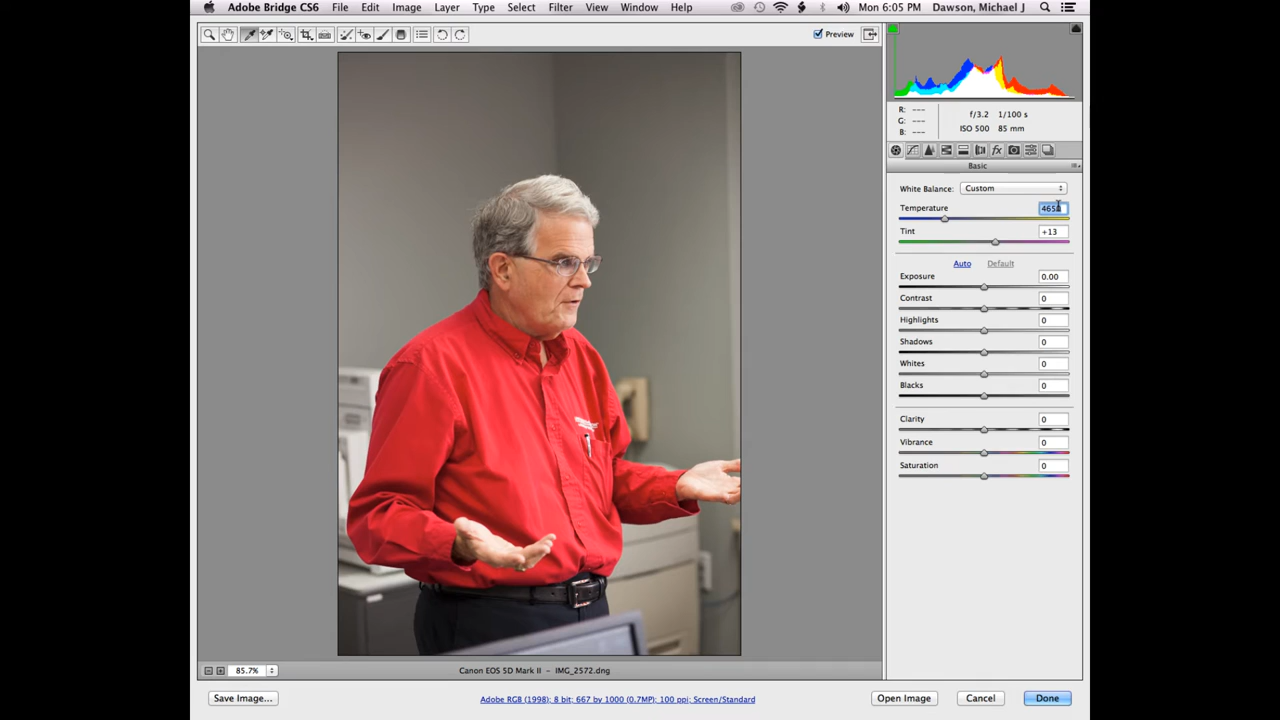 Adobe Bridge CS6 File Edit Image Layer Type Select Filter View Window Help Mon 6:05 PM Dawson, Michael J
Preview
R: ---
G: ---
B: ---
f/3.2 1/100 s
ISO 500 85 mm
Basic
White Balance: Custom
Temperature
Tint +13
Auto Default
Exposure 0.00
Contrast 0
Highlights 0
Shadows 0
Whites 0
Blacks 0
Clarity 0
Vibrance 0
Saturation 0
85.7% Canon EOS 5D Mark II - IMG_2572.dng
Save Image... Adobe RGB (1998); 8 bit; 667 by 1000 (0.7MP); 100 ppi; Screen/Standard Open Image Cancel Done